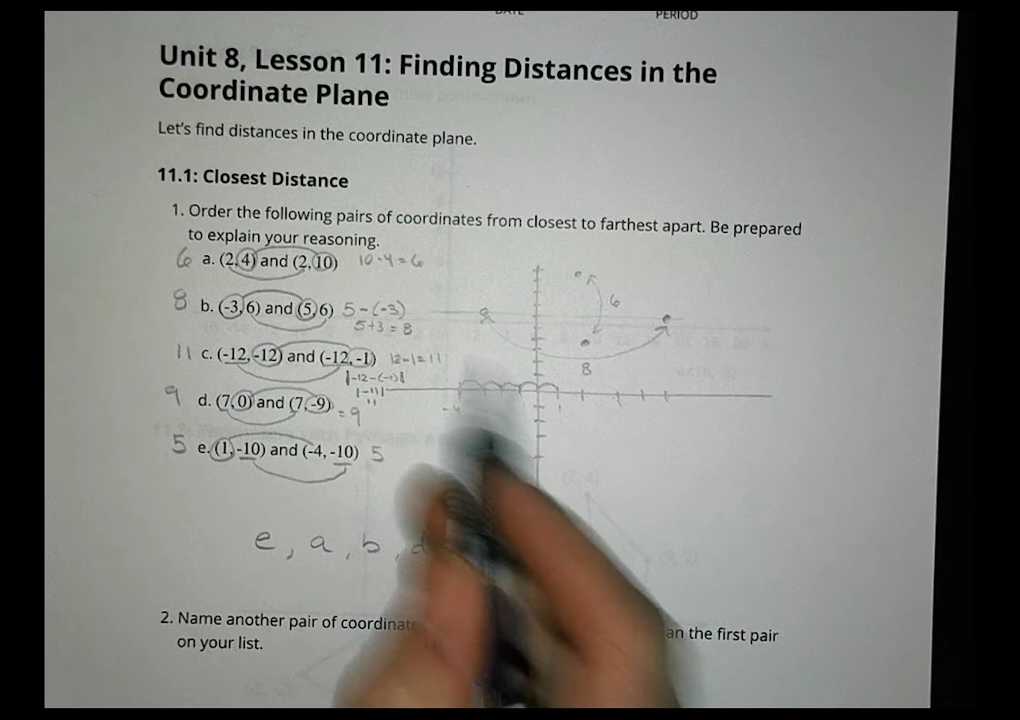 PERIOD
Unit 8, Lesson 11: Finding Distances in the
Coordinate Plane
Let's find distances in the coordinate plane.
11.1: Closest Distance
1. Order the following pairs of coordinates from closest to farthest apart. Be prepared
to explain your reasoning.
6 a. (2,4) and (2,10) 10-4=6
8 b. (-3,6) and (5,6) 5-(-3)
5+3=8
11 c. (-12,-12) and (-12,-1) 12-1=11
|-12-(-1)|
|-11|
11
9 d. (7,0) and (7,-9) =9
5 e. (1,-10) and (-4,-10) 5
6
8
e, a, b, d
2. Name another pair of
an the first pair
on your list.